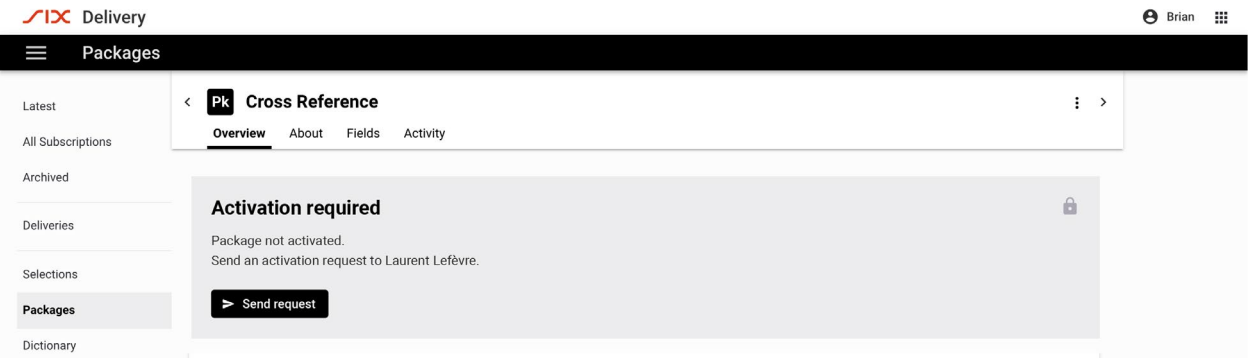 SIX Delivery
Brian
Packages
Latest
All Subscriptions
Archived
Deliveries
Selections
Packages
Dictionary
Pk Cross Reference
Overview About Fields Activity
Activation required
Package not activated.
Send an activation request to Laurent Lefèvre.
Send request